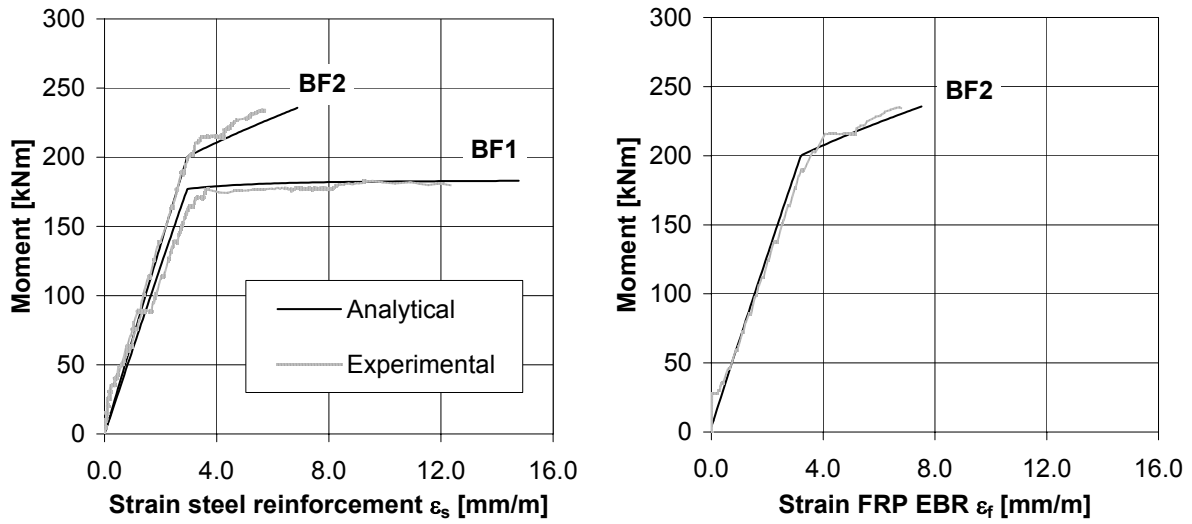 300
250
200
150
100
50
0
Moment [kNm]
BF2
BF1
Analytical
Experimental
0.0 4.0 8.0 12.0 16.0
Strain steel reinforcement εs [mm/m]
300
250
200
150
100
50
0
Moment [kNm]
BF2
0.0 4.0 8.0 12.0 16.0
Strain FRP EBR εf [mm/m]